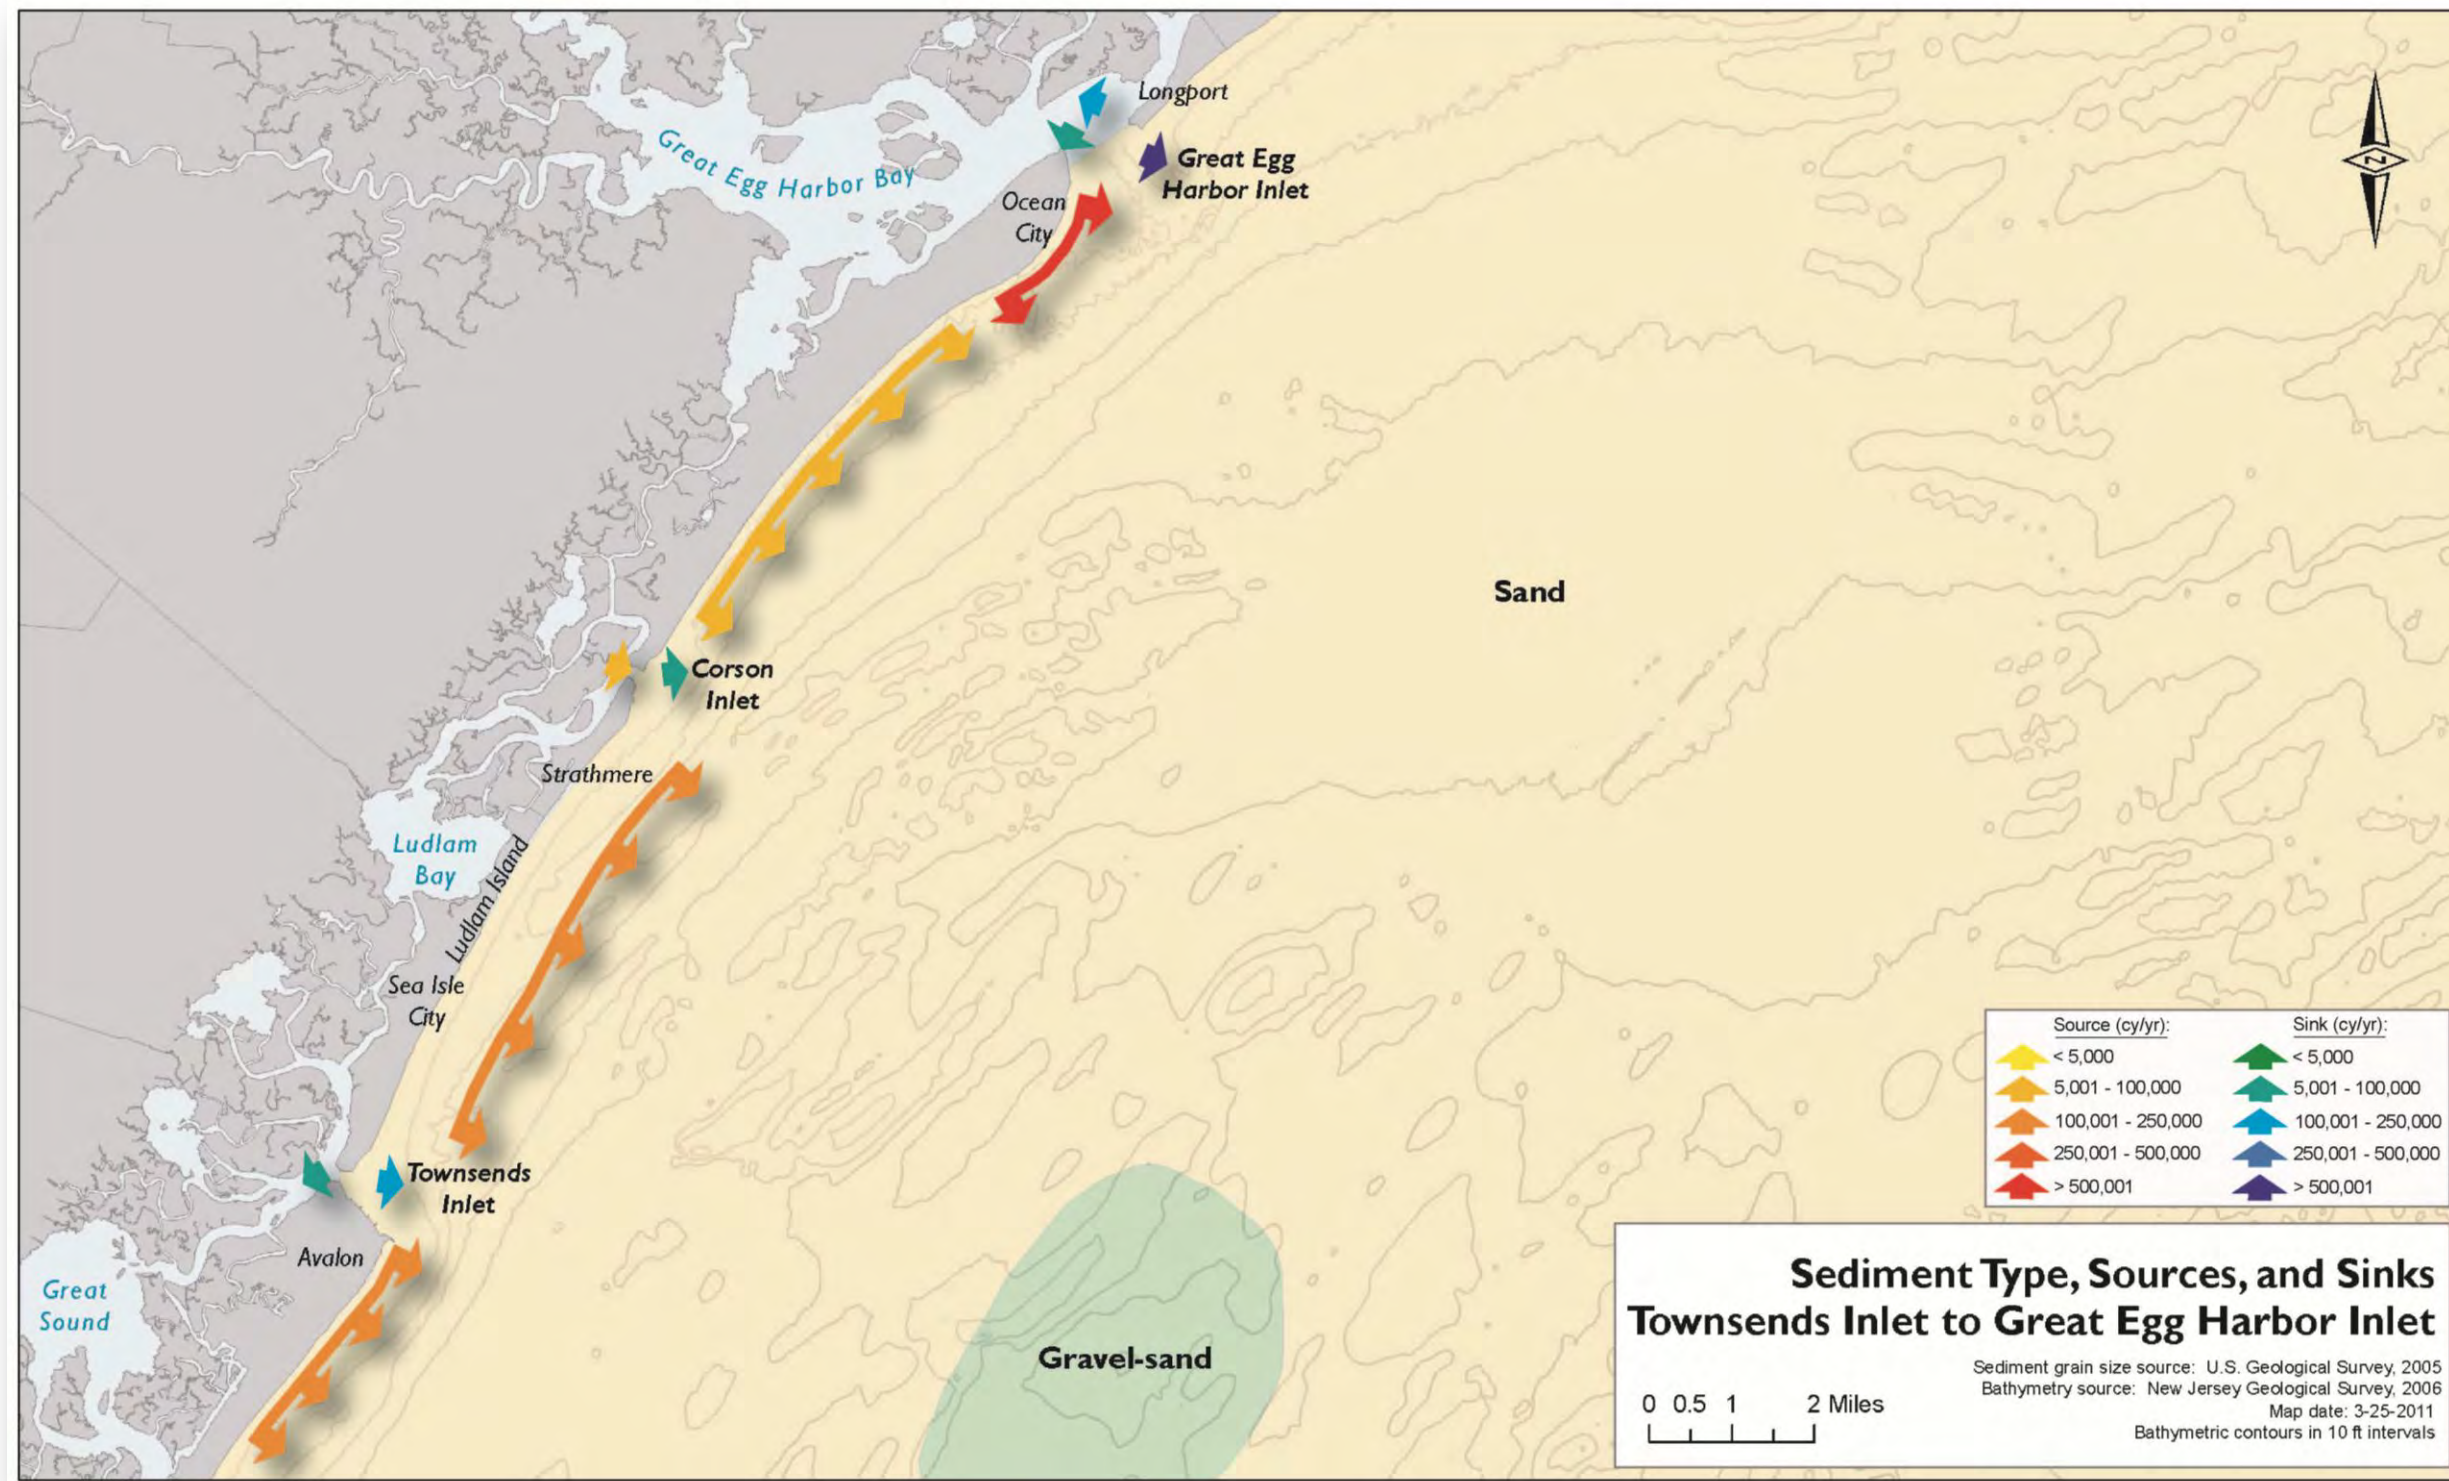 Longport
Great Egg Harbor Bay
Great Egg
Harbor Inlet
Ocean
City
N
Sand
Corson
Inlet
Strathmere
Ludlam
Bay
Ludlam Island
Sea Isle
City
Townsends
Inlet
Avalon
Great
Sound
Gravel-sand
Source (cy/yr):
< 5,000
5,001 - 100,000
100,001 - 250,000
250,001 - 500,000
> 500,001
Sink (cy/yr):
< 5,000
5,001 - 100,000
100,001 - 250,000
250,001 - 500,000
> 500,001
Sediment Type, Sources, and Sinks
Townsends Inlet to Great Egg Harbor Inlet
Sediment grain size source: U.S. Geological Survey, 2005
Bathymetry source: New Jersey Geological Survey, 2006
Map date: 3-25-2011
Bathymetric contours in 10 ft intervals
0 0.5 1 2 Miles